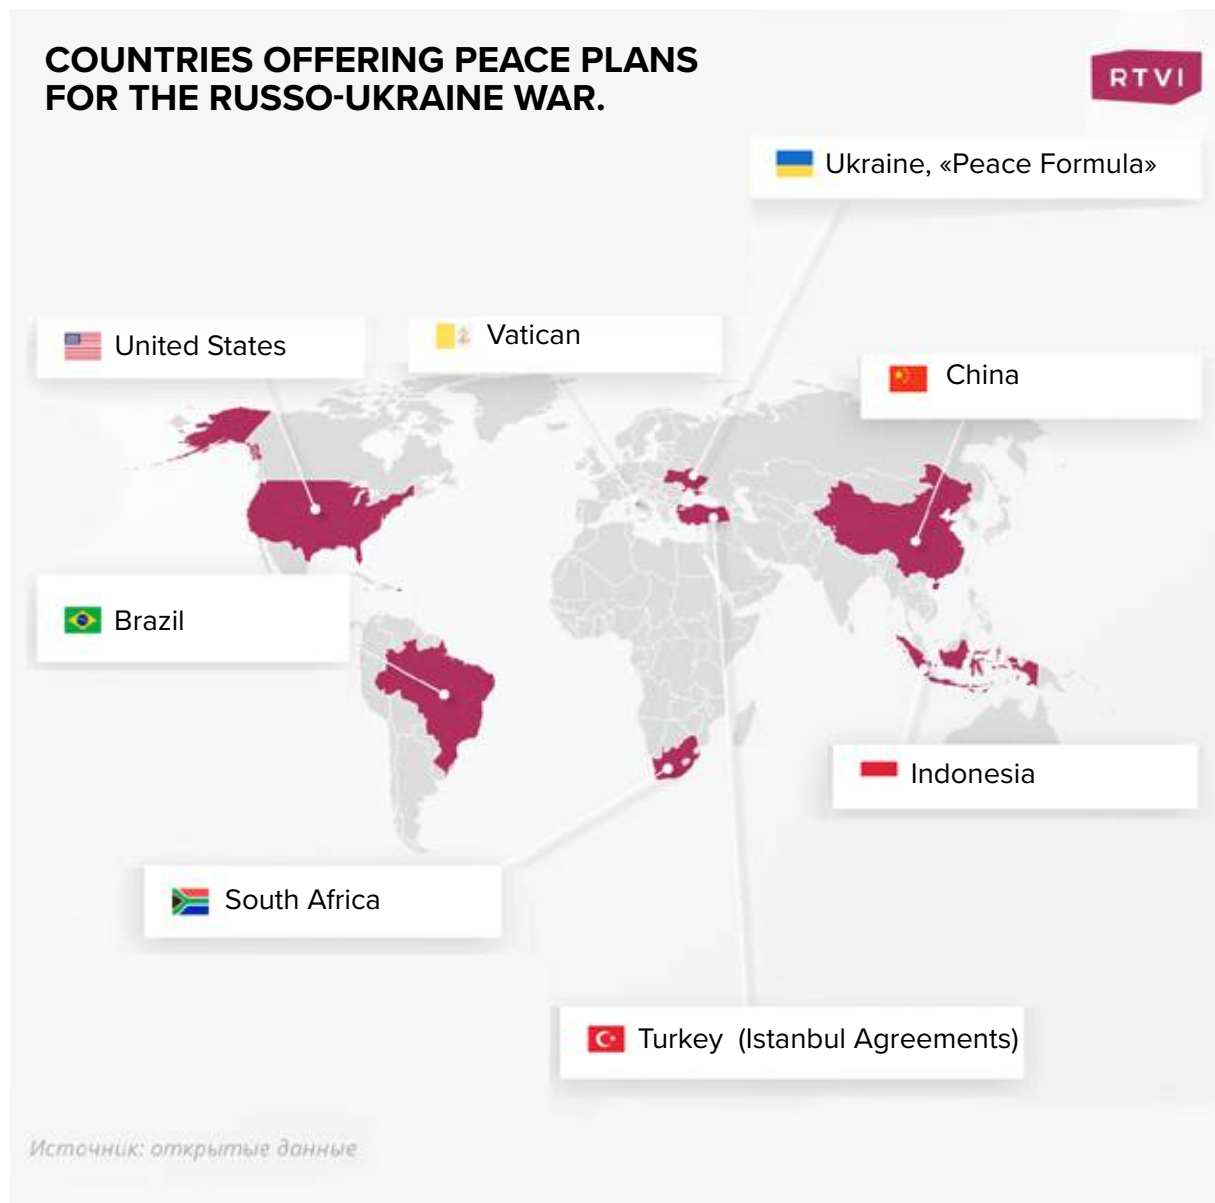 COUNTRIES OFFERING PEACE PLANS
FOR THE RUSSO-UKRAINE WAR.
RTVI
Ukraine, «Peace Formula»
United States
Vatican
China
Brazil
Indonesia
South Africa
Turkey (Istanbul Agreements)
Источник: открытые данные